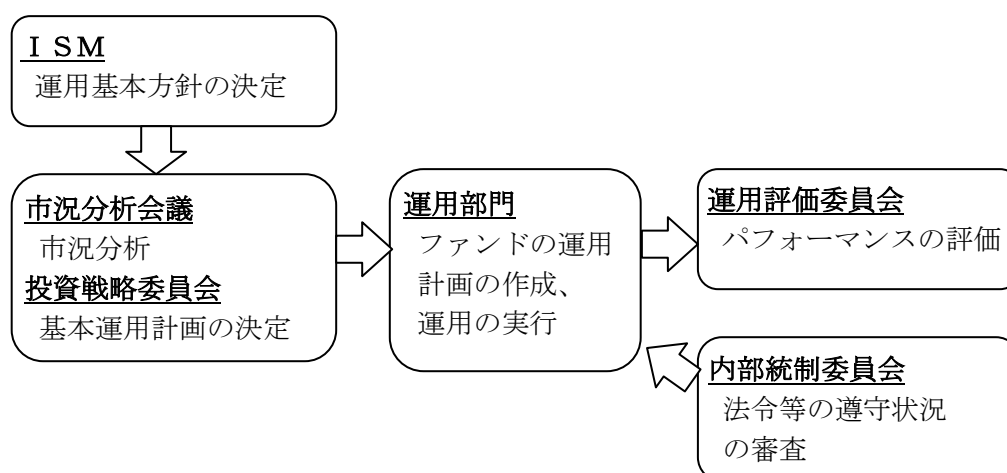 ＩＳＭ
運用基本方針の決定
市況分析会議
市況分析
投資戦略委員会
基本運用計画の決定
運用部門
ファンドの運用
計画の作成、
運用の実行
運用評価委員会
パフォーマンスの評価
内部統制委員会
法令等の遵守状況
の審査